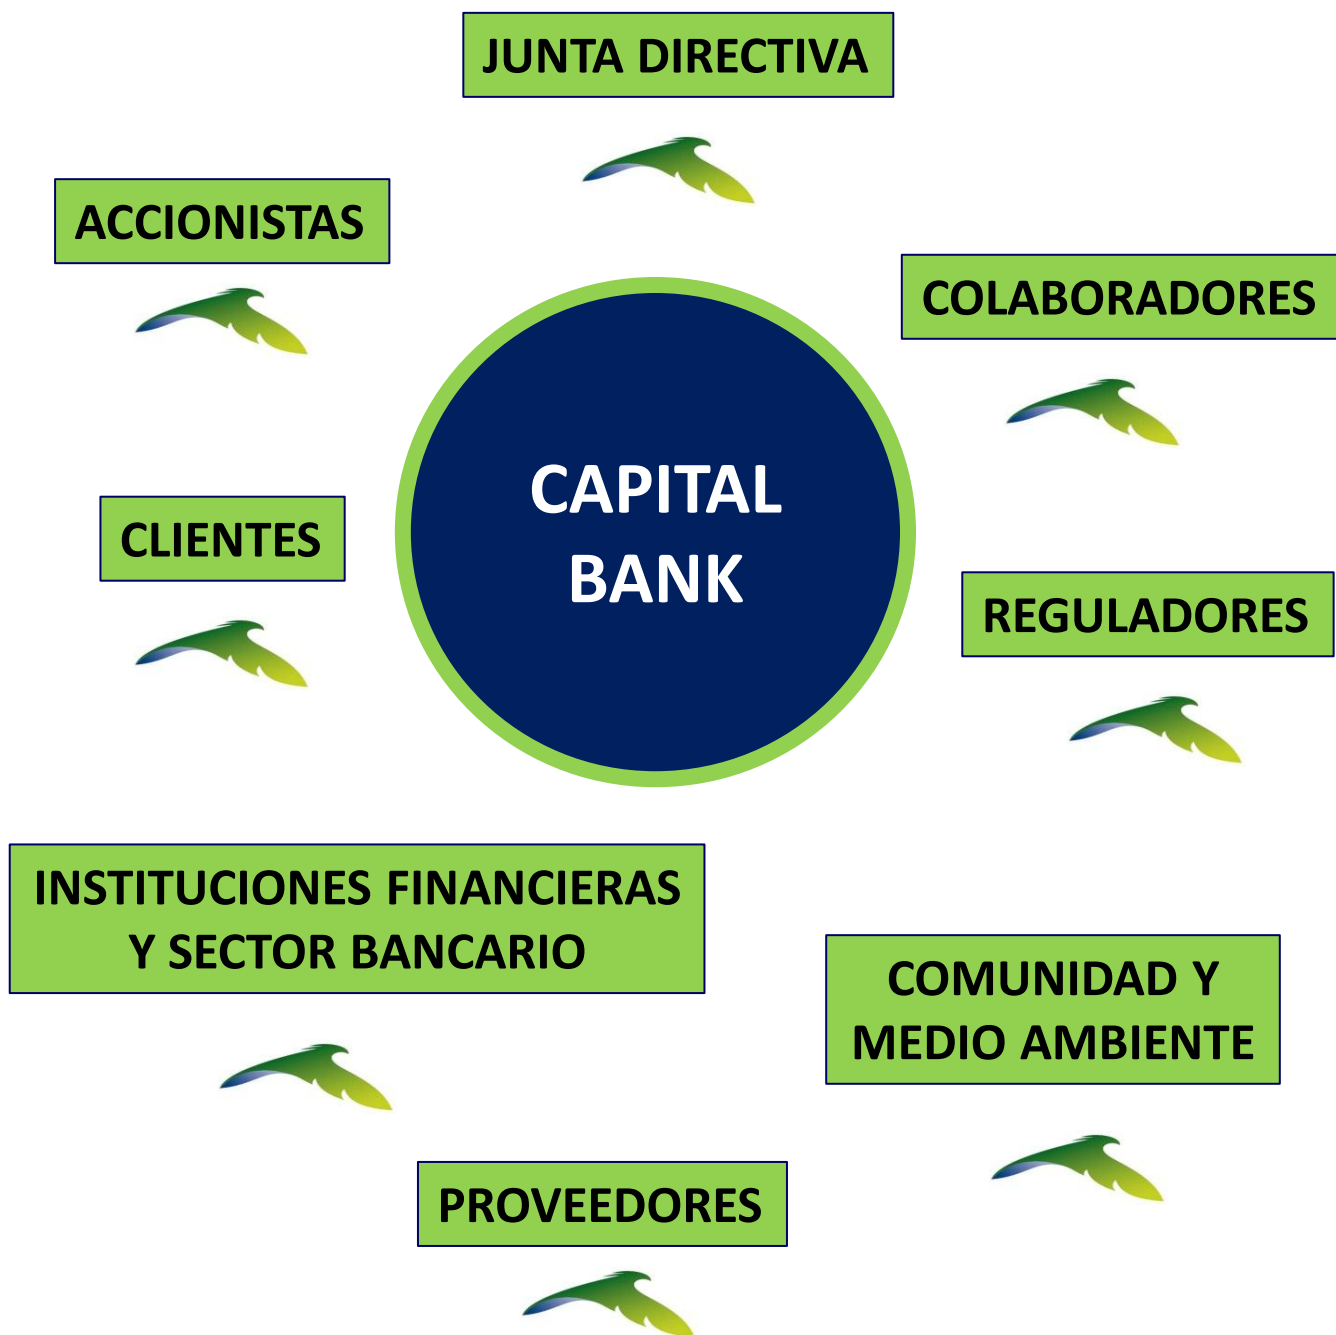 JUNTA DIRECTIVA
ACCIONISTAS
COLABORADORES
CAPITAL
BANK
CLIENTES
REGULADORES
INSTITUCIONES FINANCIERAS
Y SECTOR BANCARIO
COMUNIDAD Y
MEDIO AMBIENTE
PROVEEDORES